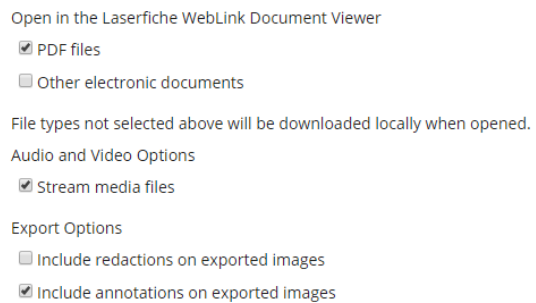 Open in the Laserfiche WebLink Document Viewer
PDF files
Other electronic documents
File types not selected above will be downloaded locally when opened.
Audio and Video Options
Stream media files
Export Options
Include redactions on exported images
Include annotations on exported images